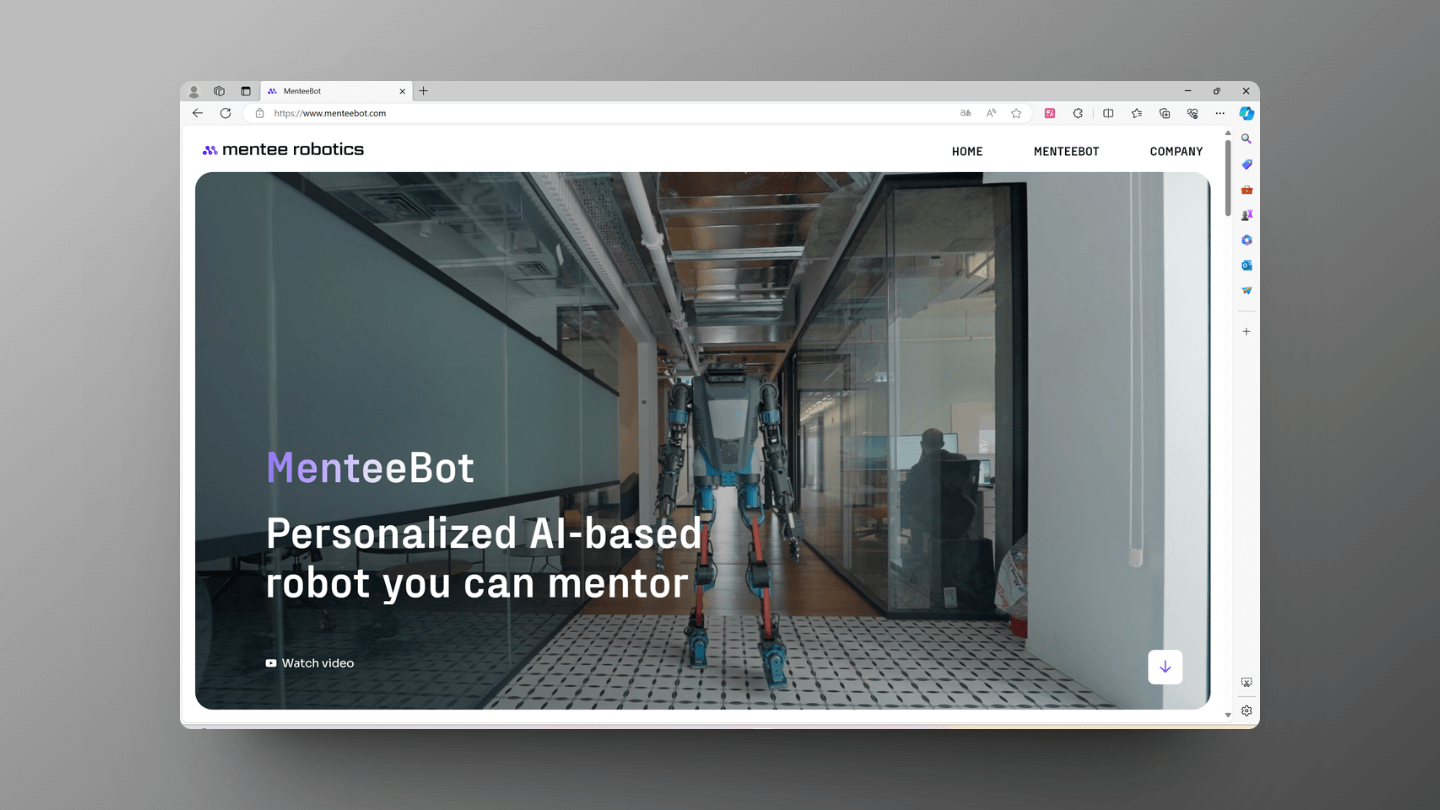 MenteeBot
https://www.menteebot.com
mentee robotics
HOME MENTEEBOT COMPANY
MenteeBot
Personalized AI-based
robot you can mentor
Watch video